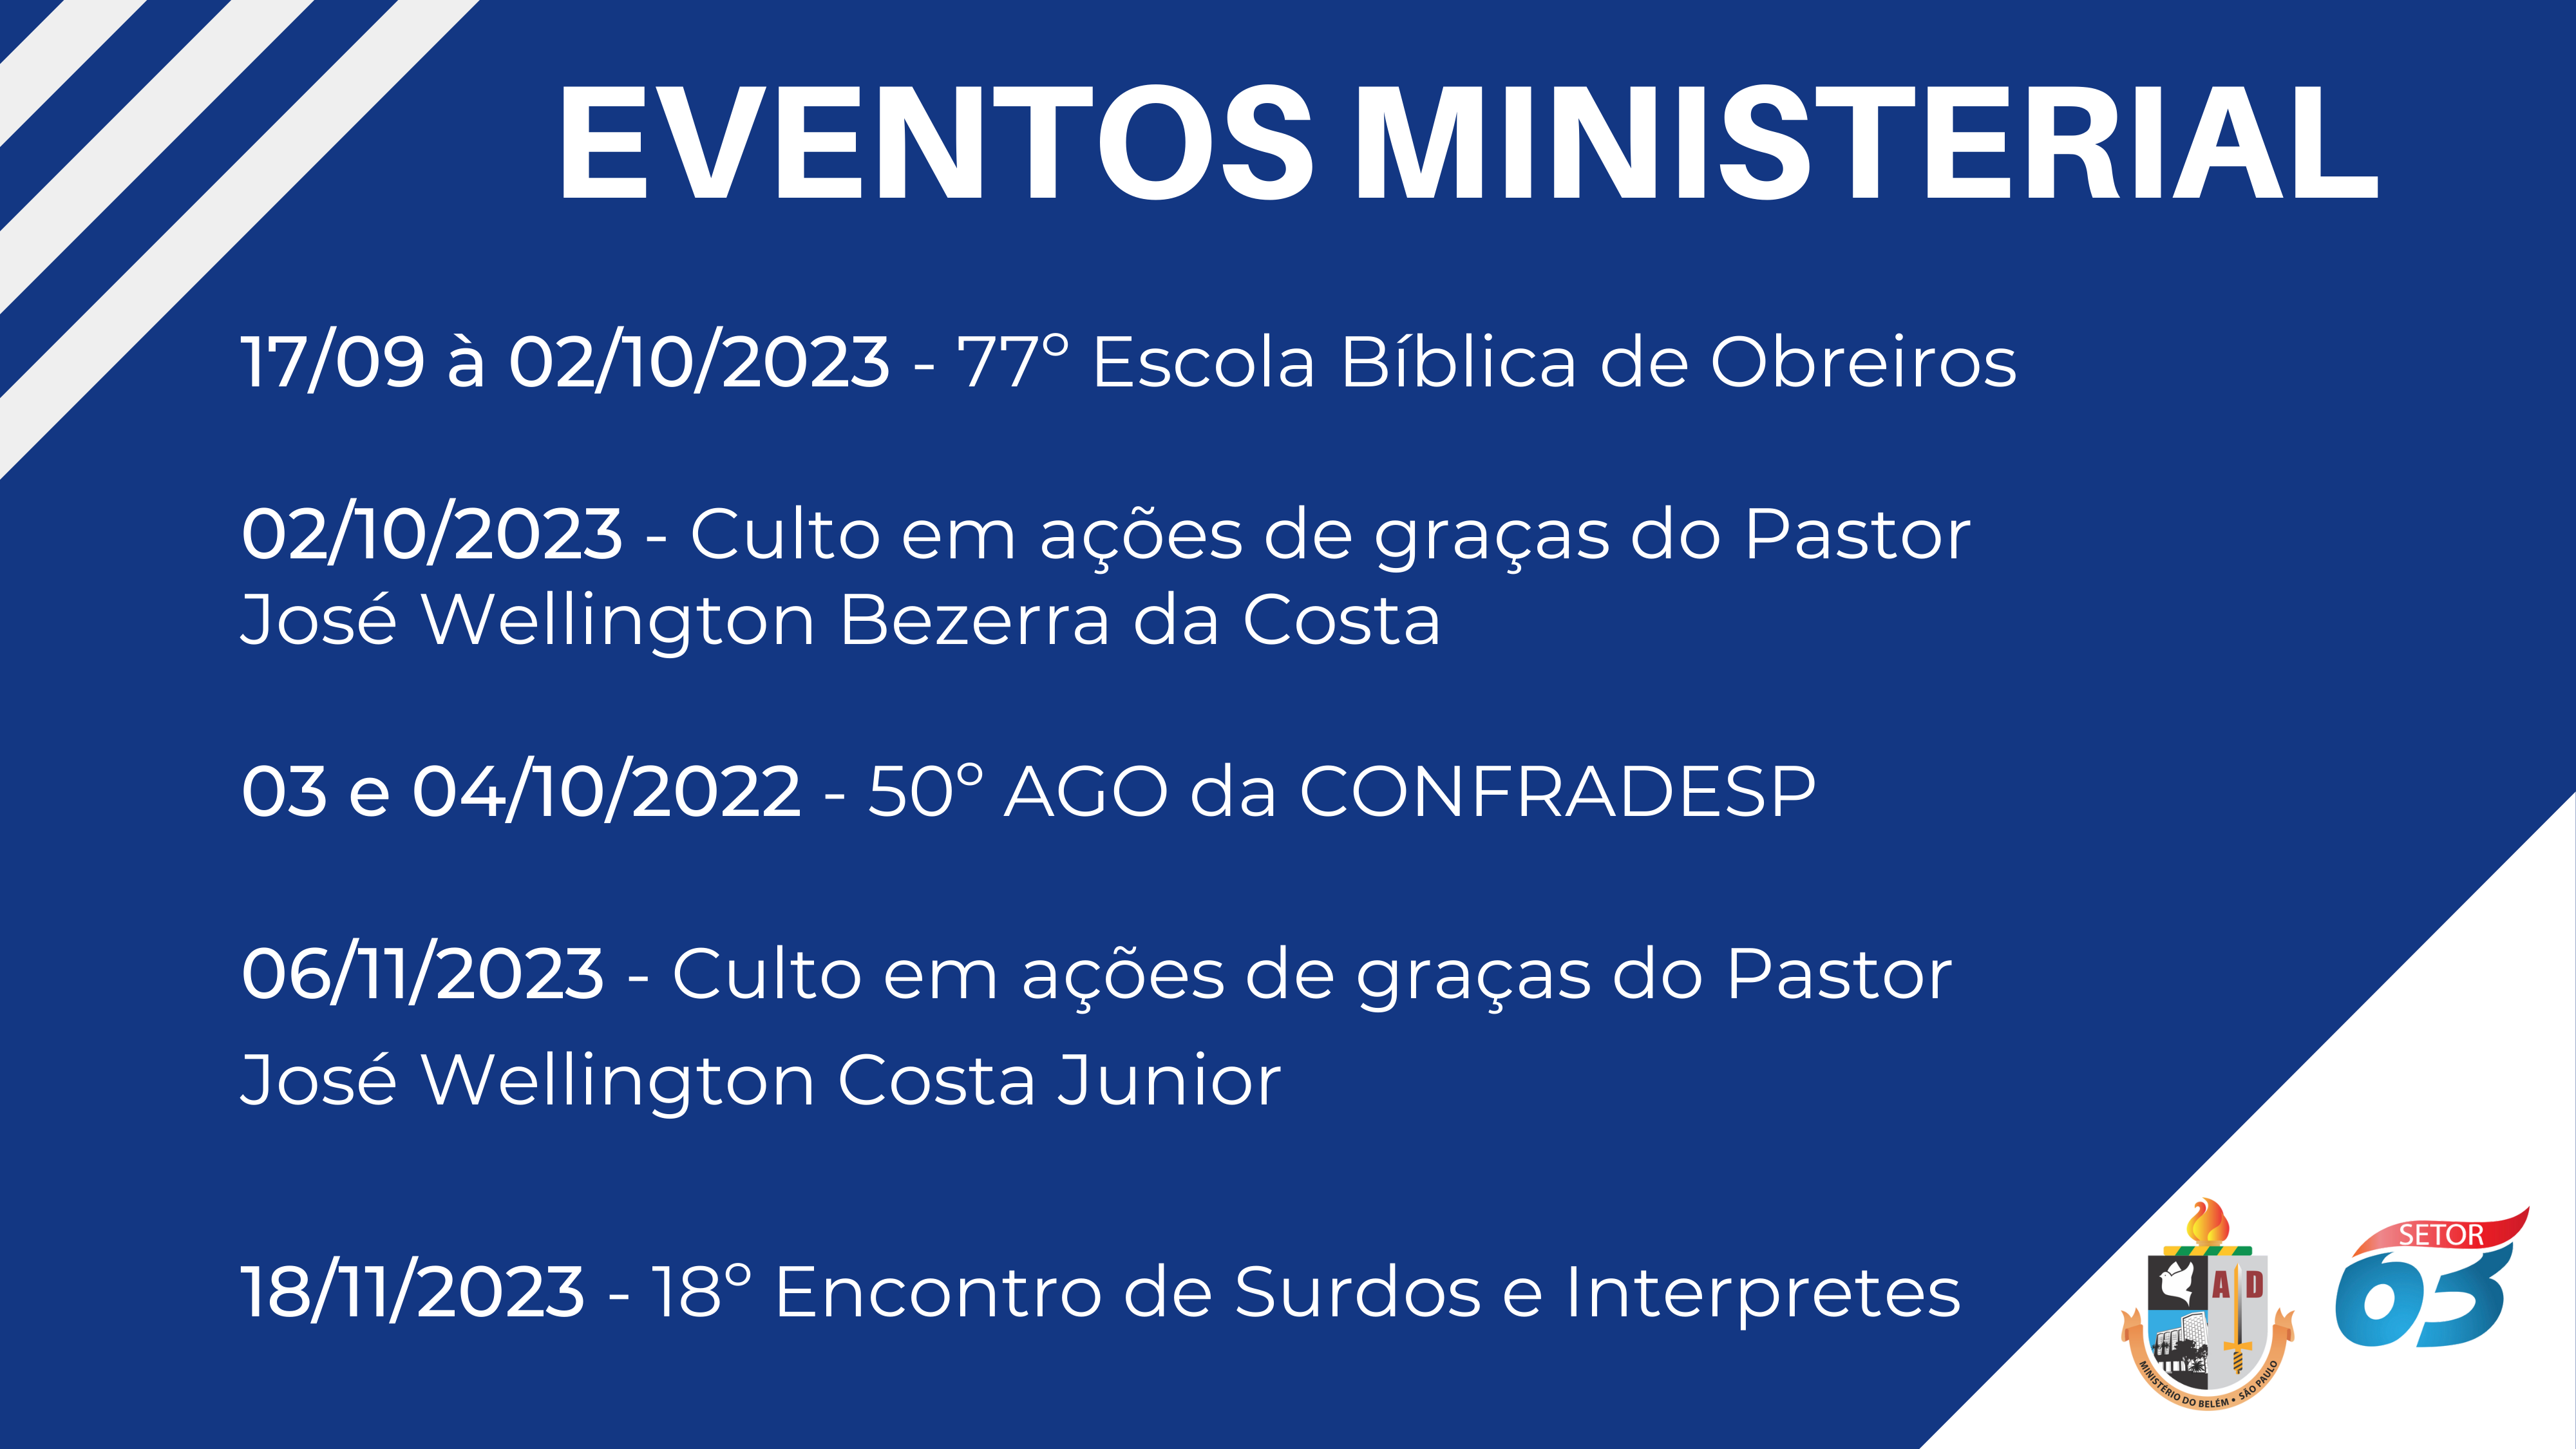 EVENTOS MINISTERIAL
17/09 à 02/10/2023 - 77º Escola Bíblica de Obreiros
02/10/2023 - Culto em ações de graças do Pastor
José Wellington Bezerra da Costa
03 e 04/10/2022 - 50º AGO da CONFRADESP
06/11/2023 - Culto em ações de graças do Pastor
José Wellington Costa Junior
18/11/2023 - 18º Encontro de Surdos e Interpretes
AD
MINISTÉRIO DO BELÉM • SÃO PAULO
SETOR
03